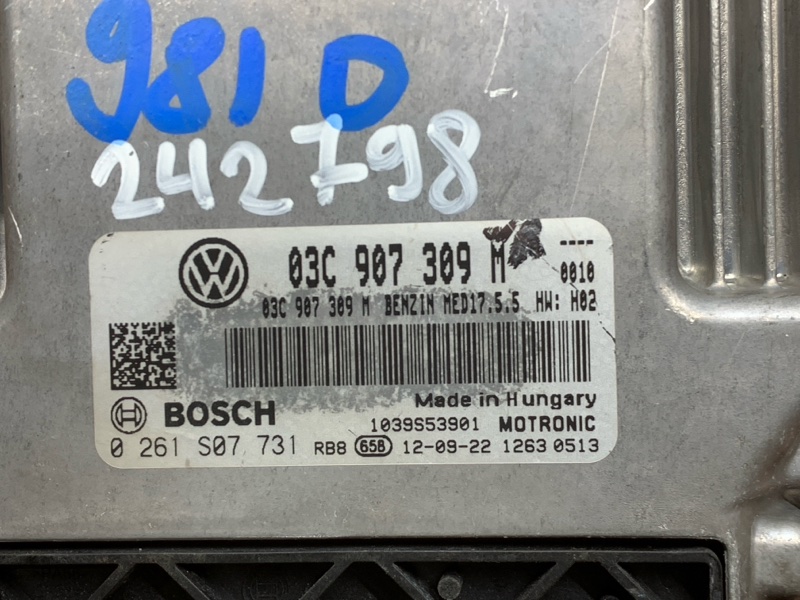 981 D
242798
03C 907 309 M ----
0010
03C 907 309 M BENZIN MED17.5.5 HW: H02
Made in Hungary
BOSCH 1039S53901 MOTRONIC
0 261 S07 731 RB8 65B 12-09-22 1263 0513